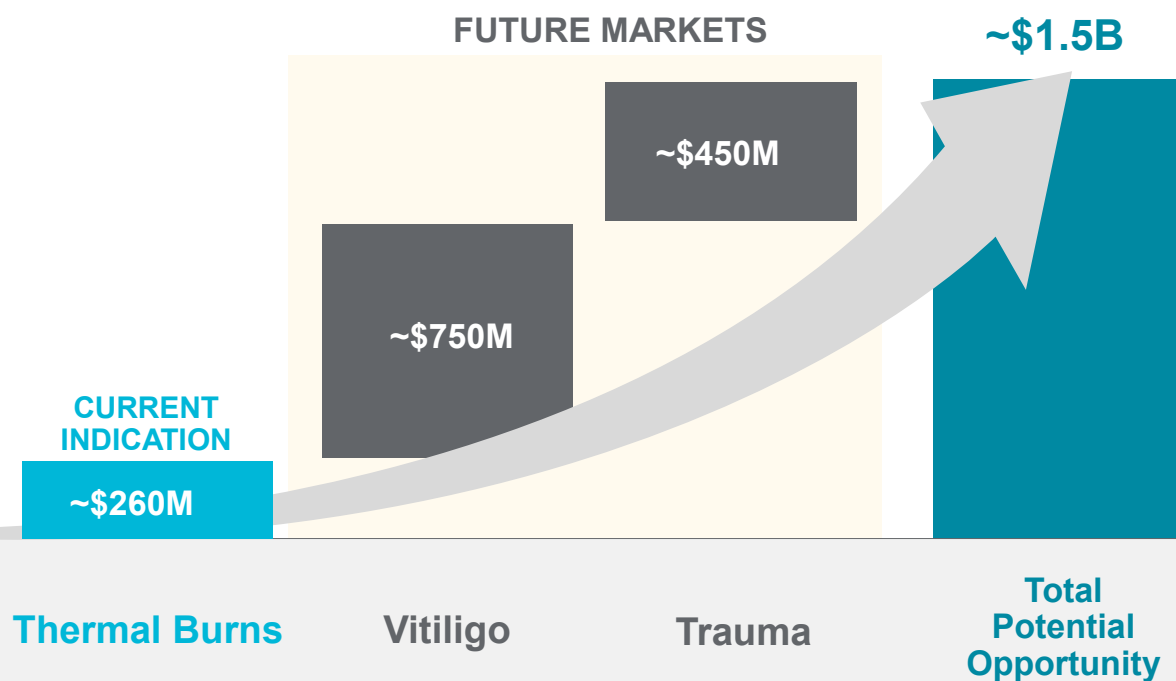 FUTURE MARKETS
~$1.5B
~$450M
~$750M
CURRENT
INDICATION
~$260M
Thermal Burns
Vitiligo
Trauma
Total
Potential
Opportunity